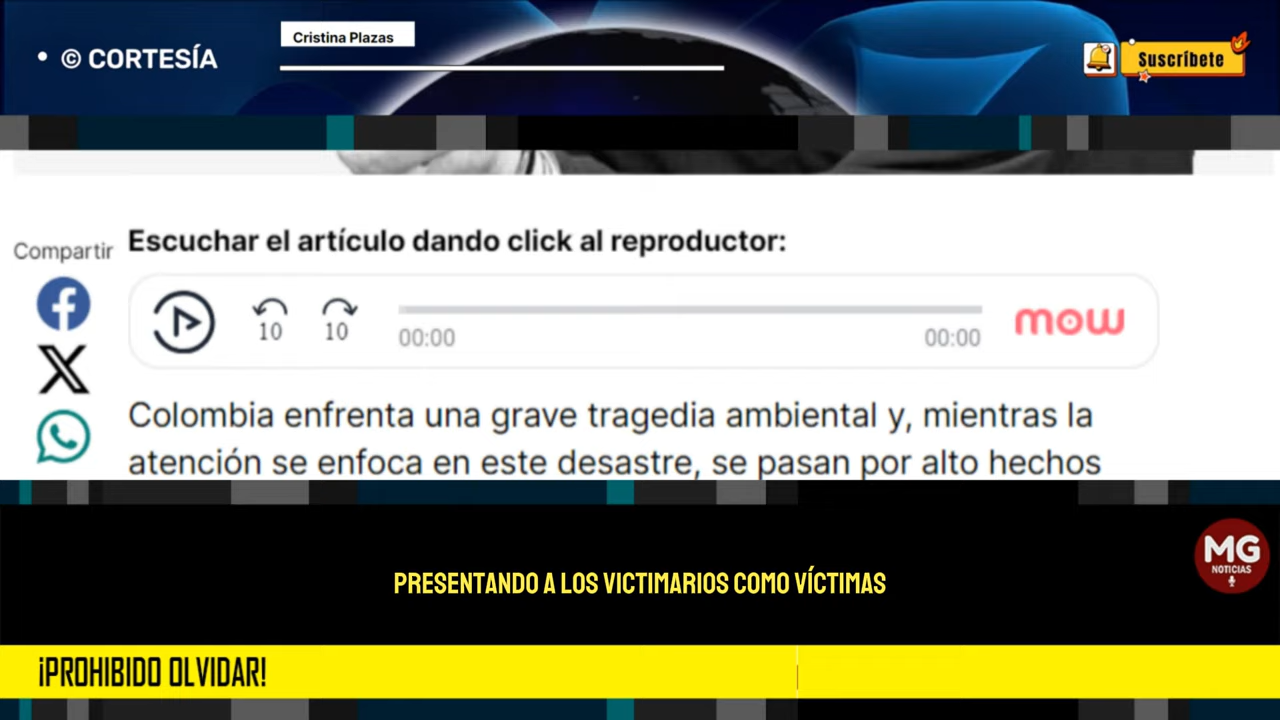 • © CORTESÍA
Cristina Plazas
Suscríbete
Compartir
Escuchar el artículo dando click al reproductor:
10
10
00:00
00:00
mow
Colombia enfrenta una grave tragedia ambiental y, mientras la
atención se enfoca en este desastre, se pasan por alto hechos
PRESENTANDO A LOS VICTIMARIOS COMO VÍCTIMAS
MG
NOTICIAS
¡PROHIBIDO OLVIDAR!